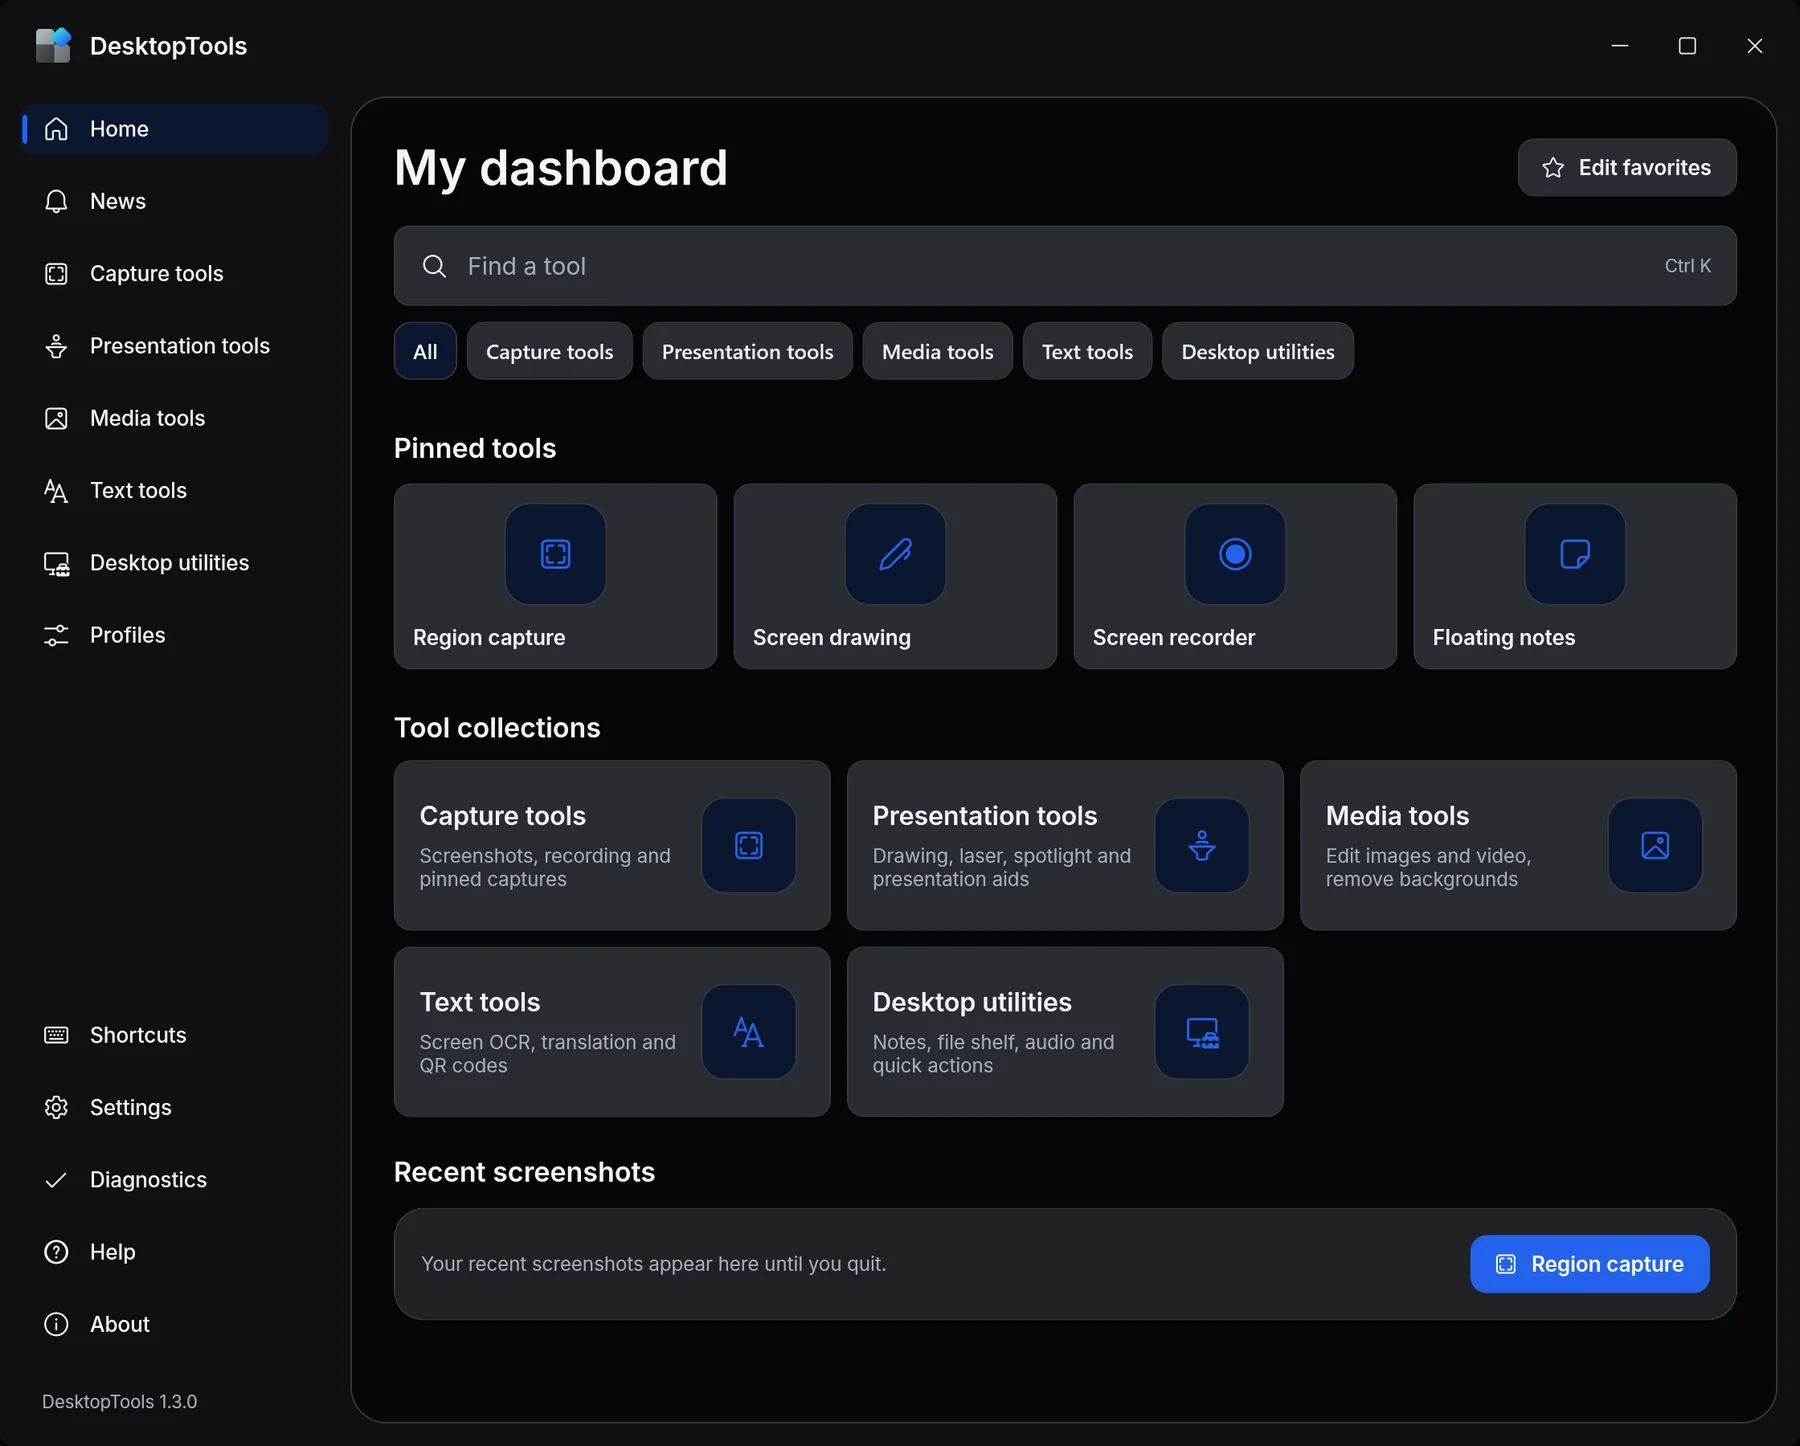 DesktopTools
Home
News
Capture tools
Presentation tools
Media tools
Text tools
Desktop utilities
Profiles
Shortcuts
Settings
Diagnostics
Help
About
DesktopTools 1.3.0
My dashboard
Edit favorites
Find a tool
Ctrl K
All
Capture tools
Presentation tools
Media tools
Text tools
Desktop utilities
Pinned tools
Region capture
Screen drawing
Screen recorder
Floating notes
Tool collections
Capture tools
Screenshots, recording and
pinned captures
Presentation tools
Drawing, laser, spotlight and
presentation aids
Media tools
Edit images and video,
remove backgrounds
Text tools
Screen OCR, translation and
QR codes
Desktop utilities
Notes, file shelf, audio and
quick actions
Recent screenshots
Your recent screenshots appear here until you quit.
Region capture